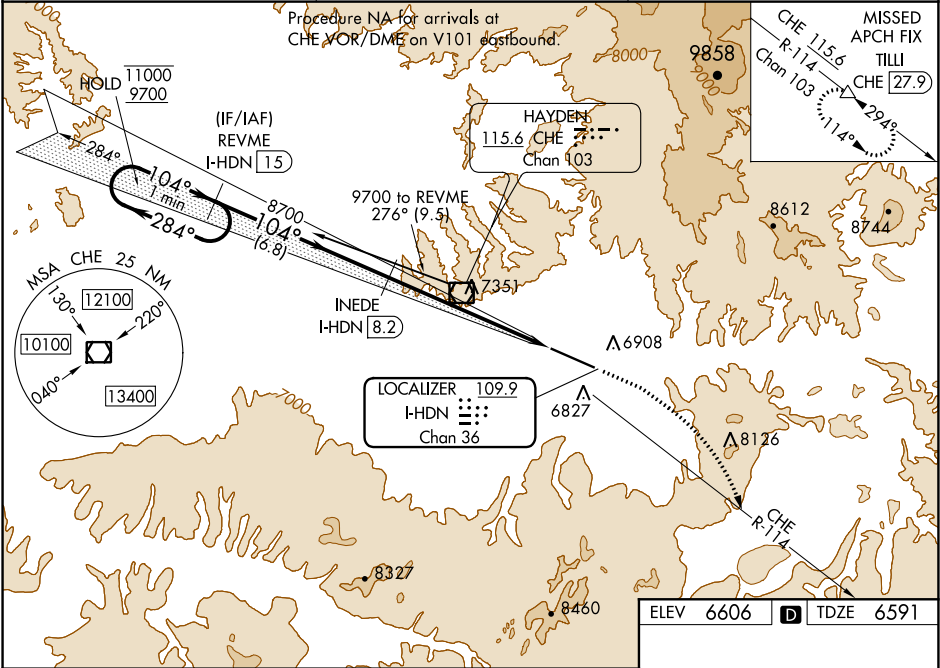 Procedure NA for arrivals at
CHE VOR/DME on V101 eastbound.
MISSED
APCH FIX
TILLI
CHE 27.9
CHE 115.6
R-114
Chan 103
294°
114°
8000
9000
9858
HOLD
11000
9700
(IF/IAF)
REVME
I-HDN 15
HAYDEN
115.6 CHE
Chan 103
284°
104°
1 min
284°
8700
104°
(6.8)
9700 to REVME
276° (9.5)
8612
8744
7351
INEDE
I-HDN 8.2
MSA CHE 25 NM
130°
12100
220°
10100
040°
13400
6908
LOCALIZER 109.9
I-HDN
Chan 36
6827
7000
8126
CHE
R-114
8327
8460
ELEV 6606 D TDZE 6591